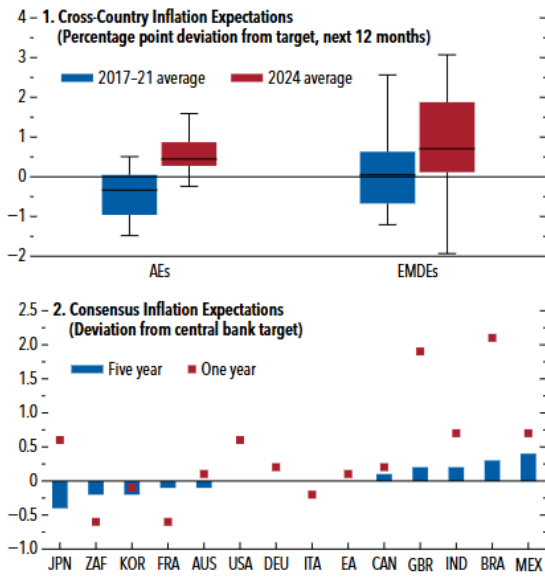 1. Cross-Country Inflation Expectations
(Percentage point deviation from target, next 12 months)
2017–21 average
2024 average
4
3
2
1
0
−1
−2
AEs
EMDEs
2. Consensus Inflation Expectations
(Deviation from central bank target)
Five year
One year
2.5
2.0
1.5
1.0
0.5
0
−0.5
−1.0
JPN ZAF KOR FRA AUS USA DEU ITA EA CAN GBR IND BRA MEX